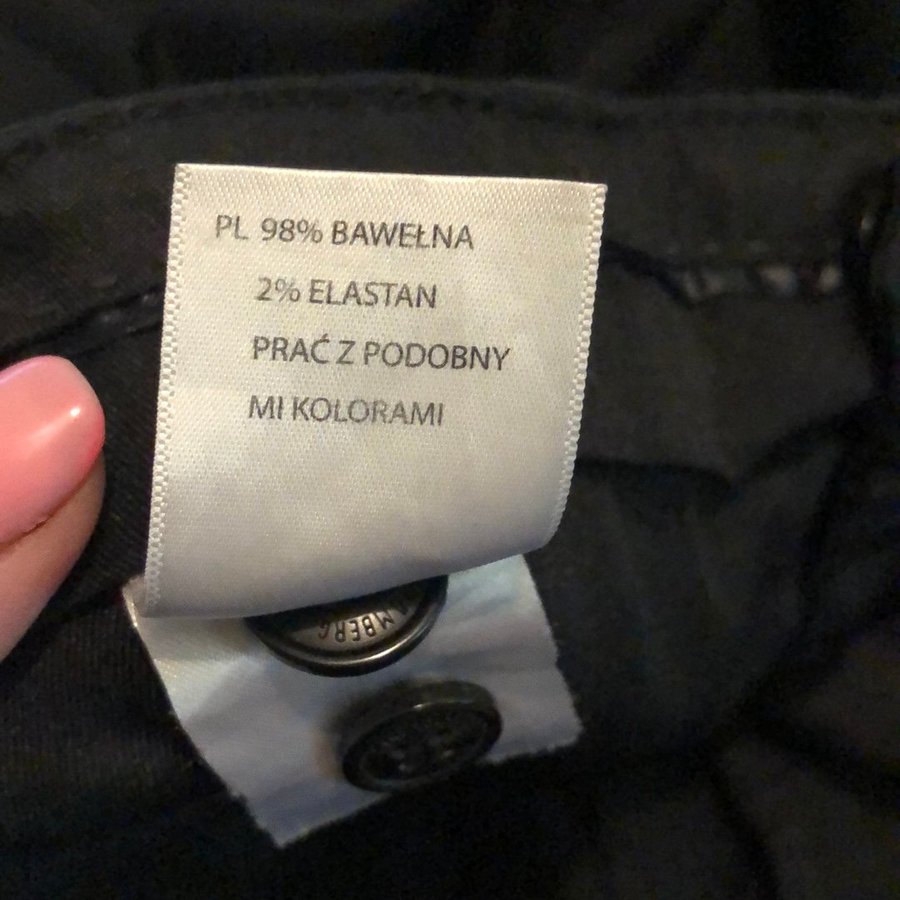 PL 98% BAWEŁNA
2% ELASTAN
PRAĆ Z PODOBNY
MI KOLORAMI